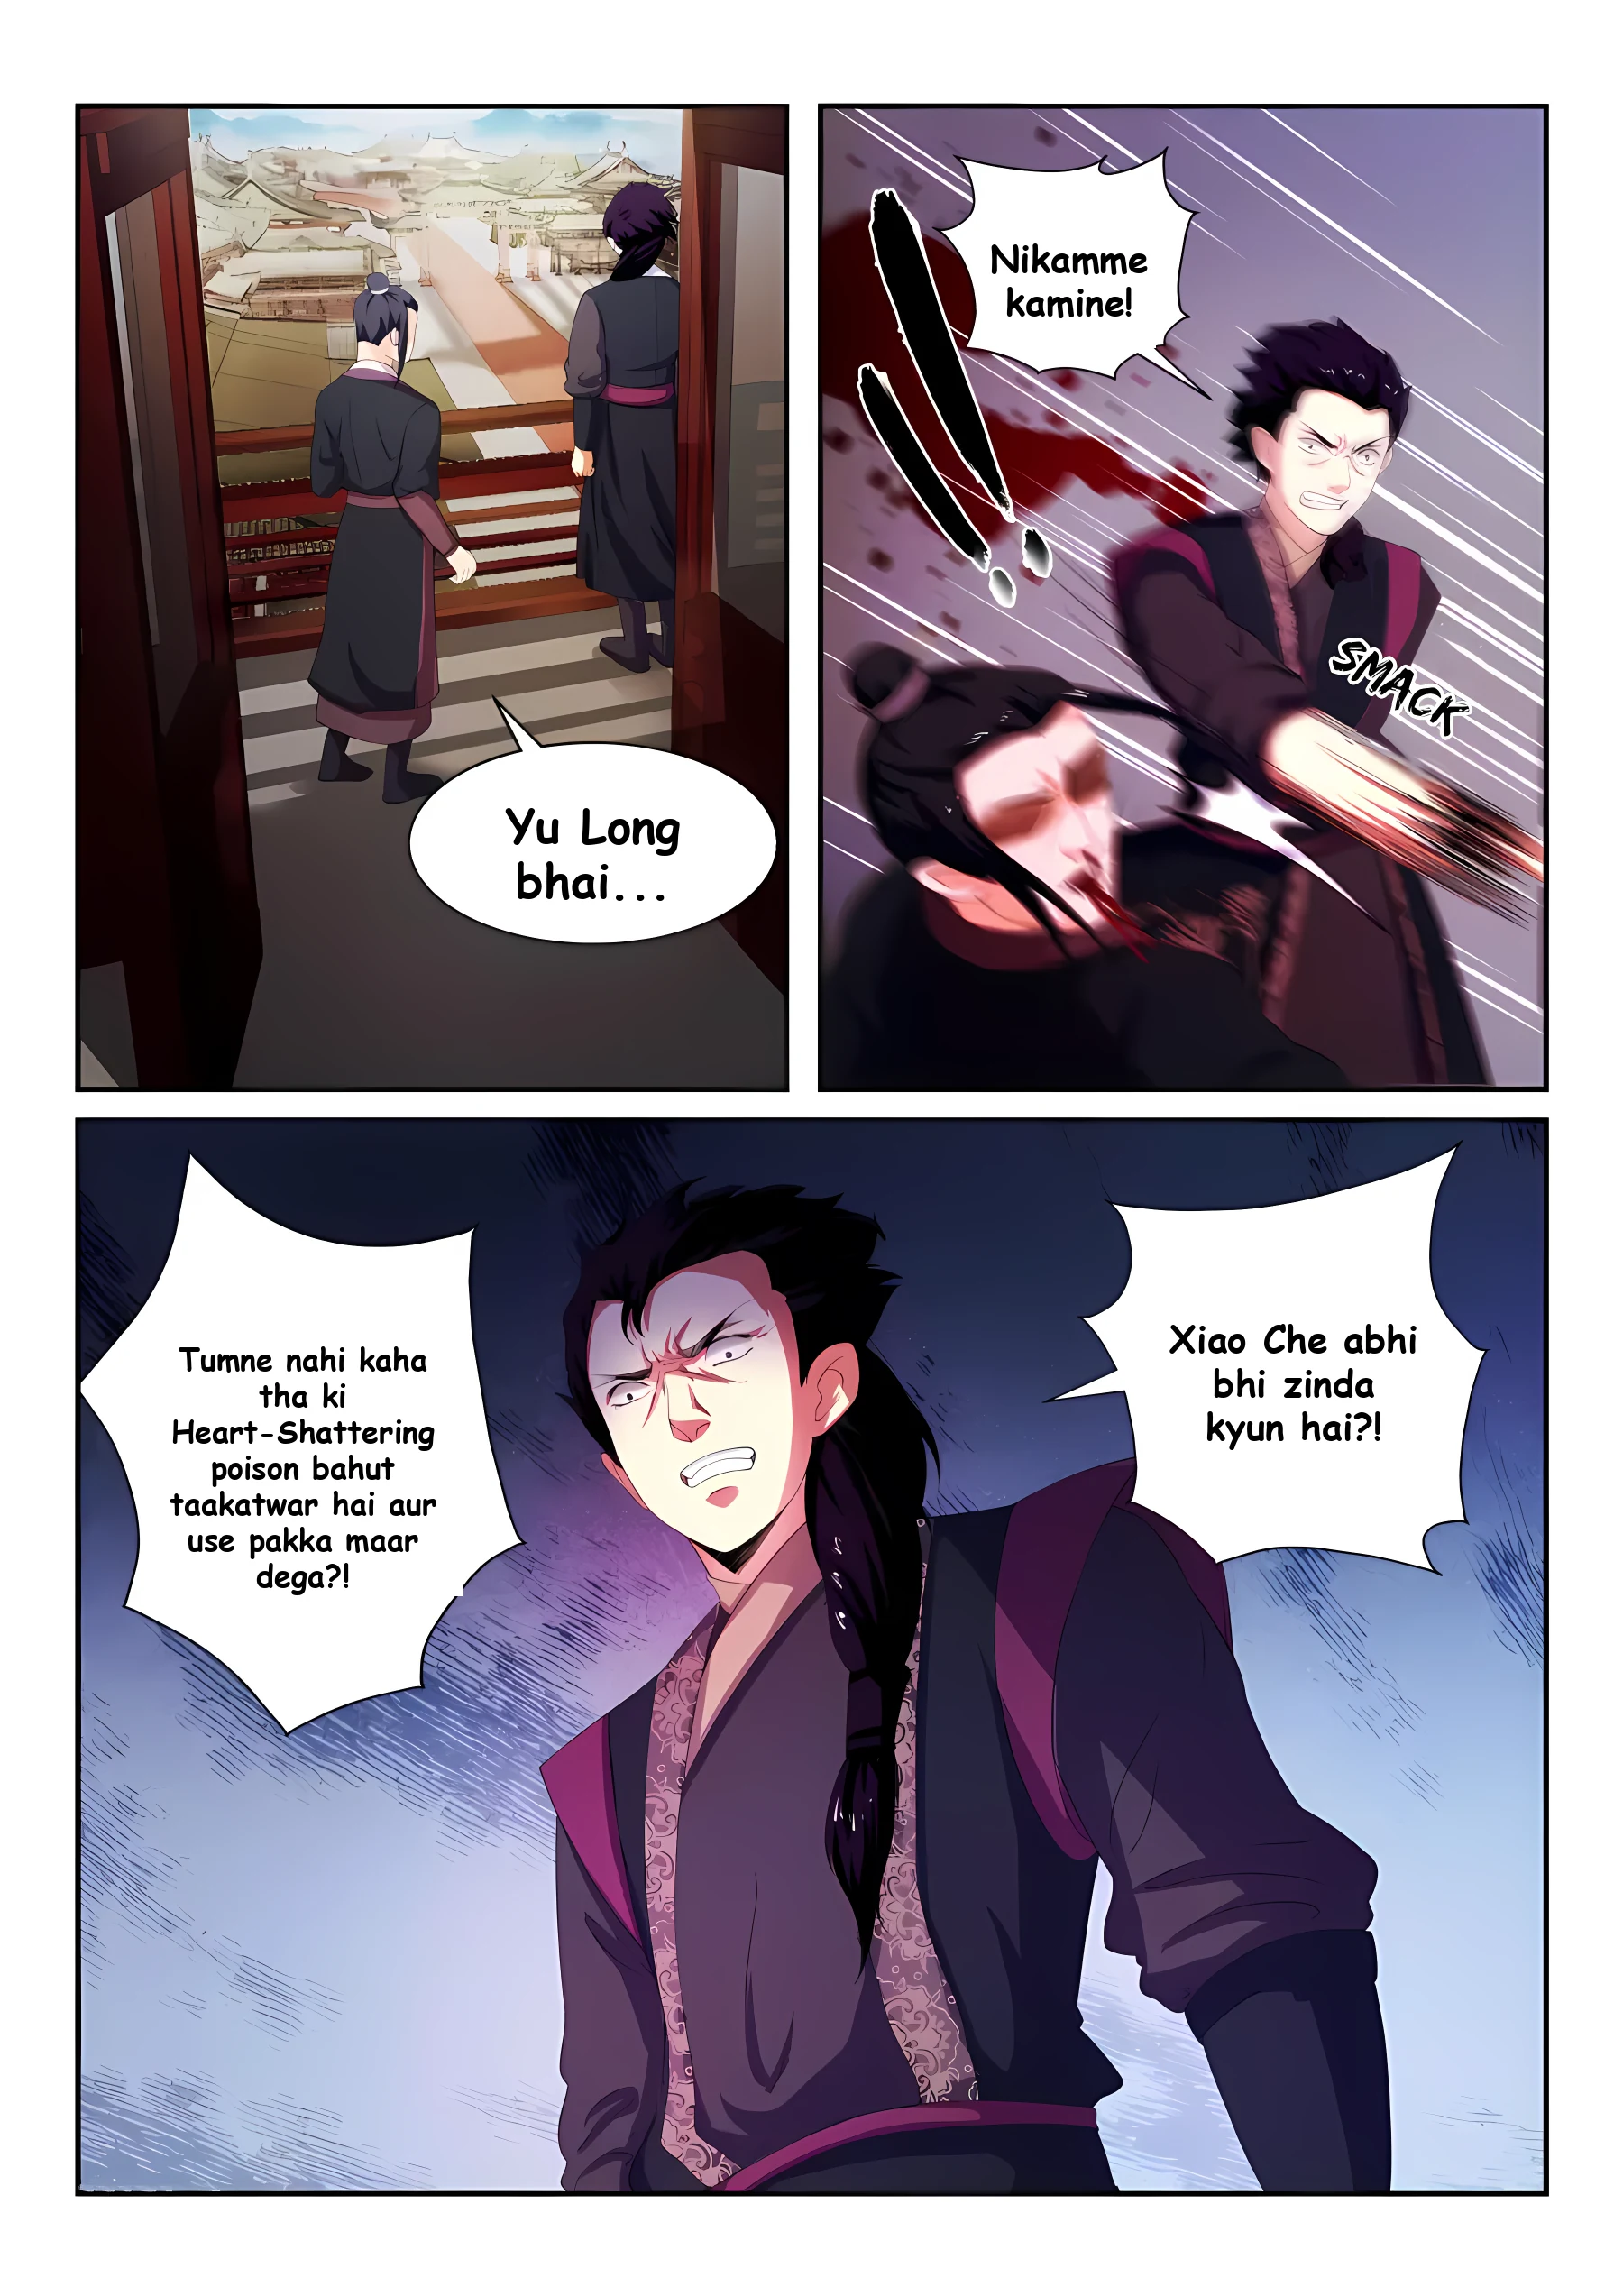 Yu Long
bhai...
Nikamme
kamine!
SMACK
Xiao Che abhi
bhi zinda
kyun hai?!
Tumne nahi kaha
tha ki
Heart-Shattering
poison bahut
taakatwar hai aur
use pakka maar
dega?!